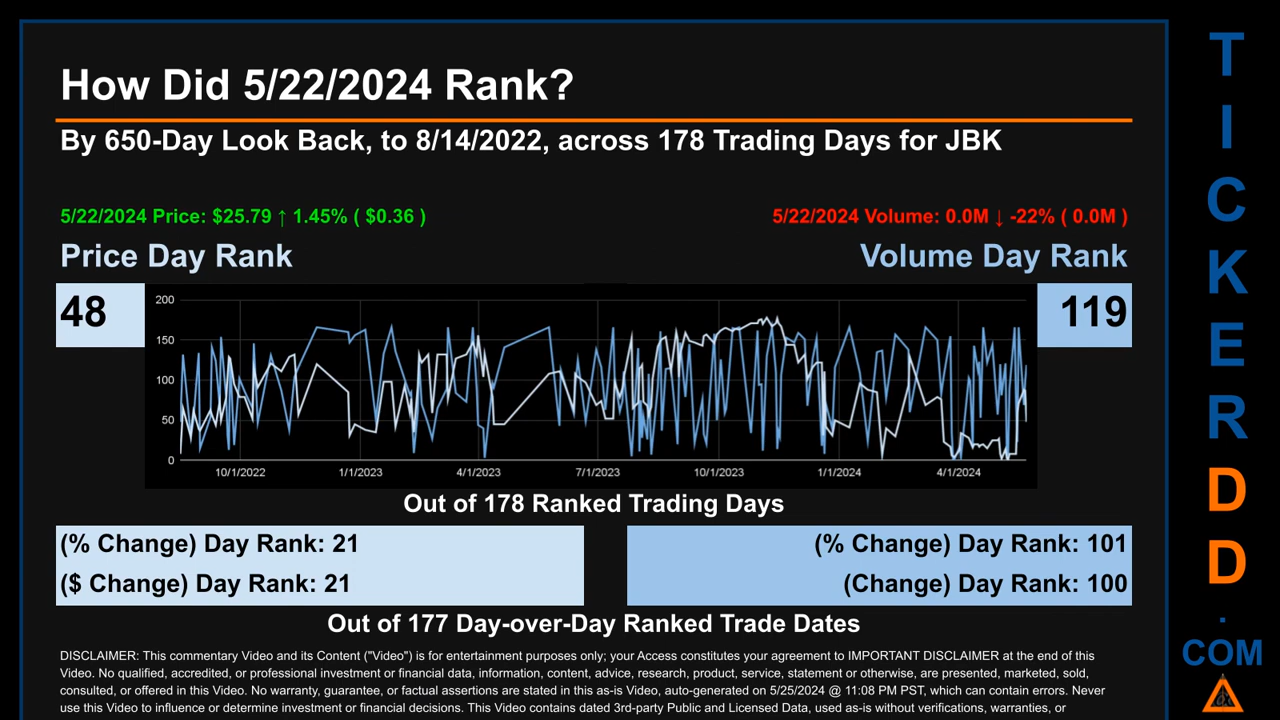 How Did 5/22/2024 Rank?
By 650-Day Look Back, to 8/14/2022, across 178 Trading Days for JBK
5/22/2024 Price: $25.79 ↑ 1.45% ( $0.36 )
5/22/2024 Volume: 0.0M ↓ -22% ( 0.0M )
Price Day Rank
Volume Day Rank
48
119
200
150
100
50
0
10/1/2022
1/1/2023
4/1/2023
7/1/2023
10/1/2023
1/1/2024
4/1/2024
Out of 178 Ranked Trading Days
(% Change) Day Rank: 21
($ Change) Day Rank: 21
(% Change) Day Rank: 101
(Change) Day Rank: 100
Out of 177 Day-over-Day Ranked Trade Dates
DISCLAIMER: This commentary Video and its Content ("Video") is for entertainment purposes only; your Access constitutes your agreement to IMPORTANT DISCLAIMER at the end of this
Video. No qualified, accredited, or professional investment or financial data, information, content, advice, research, product, service, statement or otherwise, are presented, marketed, sold,
consulted, or offered in this Video. No warranty, guarantee, or factual assertions are stated in this as-is Video, auto-generated on 5/25/2024 @ 11:08 PM PST, which can contain errors. Never
use this Video to influence or determine investment or financial decisions. This Video contains dated 3rd-party Public and Licensed Data, used as-is without verifications, warranties, or
T
I
C
K
E
R
D
D
.
COM